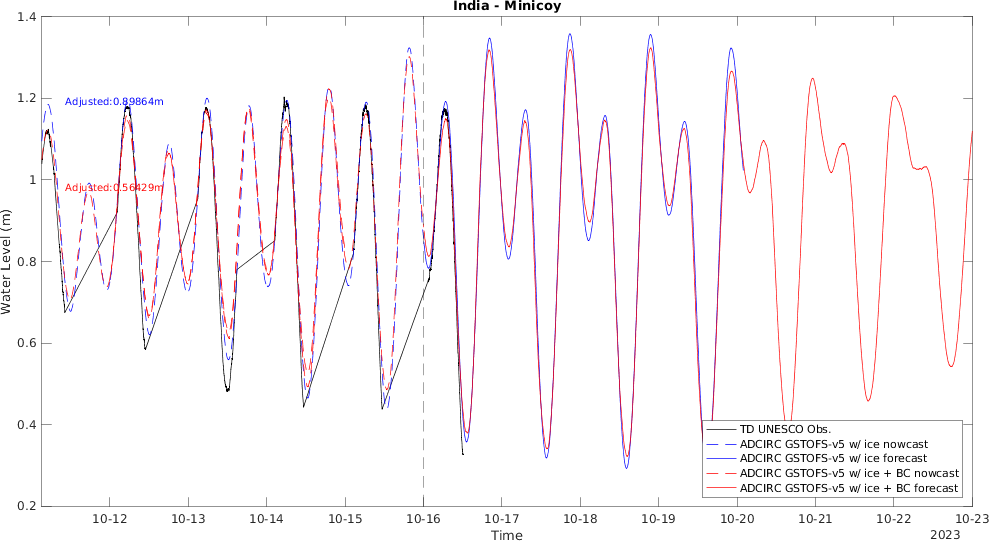 India - Minicoy
1.4
1.2
1
0.8
0.6
0.4
0.2
Water Level (m)
Adjusted:0.89864m
Adjusted:0.56429m
TD UNESCO Obs.
ADCIRC GSTOFS-v5 w/ ice nowcast
ADCIRC GSTOFS-v5 w/ ice forecast
ADCIRC GSTOFS-v5 w/ ice + BC nowcast
ADCIRC GSTOFS-v5 w/ ice + BC forecast
10-12 10-13 10-14 10-15 10-16 10-17 10-18 10-19 10-20 10-21 10-22 10-23
Time
2023